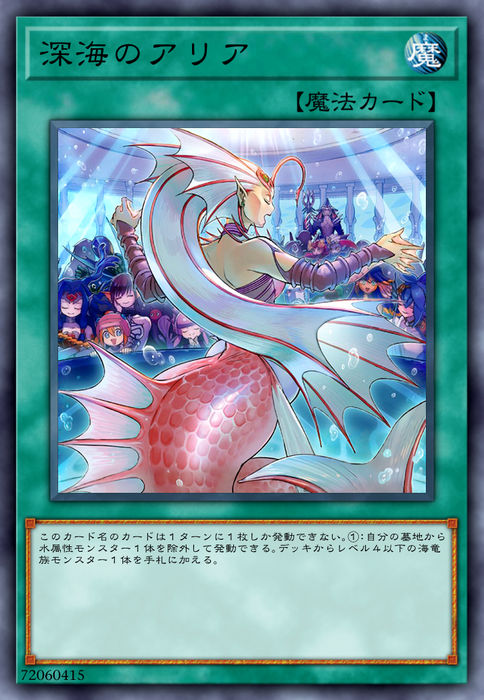 深海のアリア
魔
【魔法カード】
このカード名のカードは１ターンに１枚しか発動できない。①：自分の墓地から
水属性モンスター１体を除外して発動できる。デッキからレベル４以下の海竜
族モンスター１体を手札に加える。
72060415